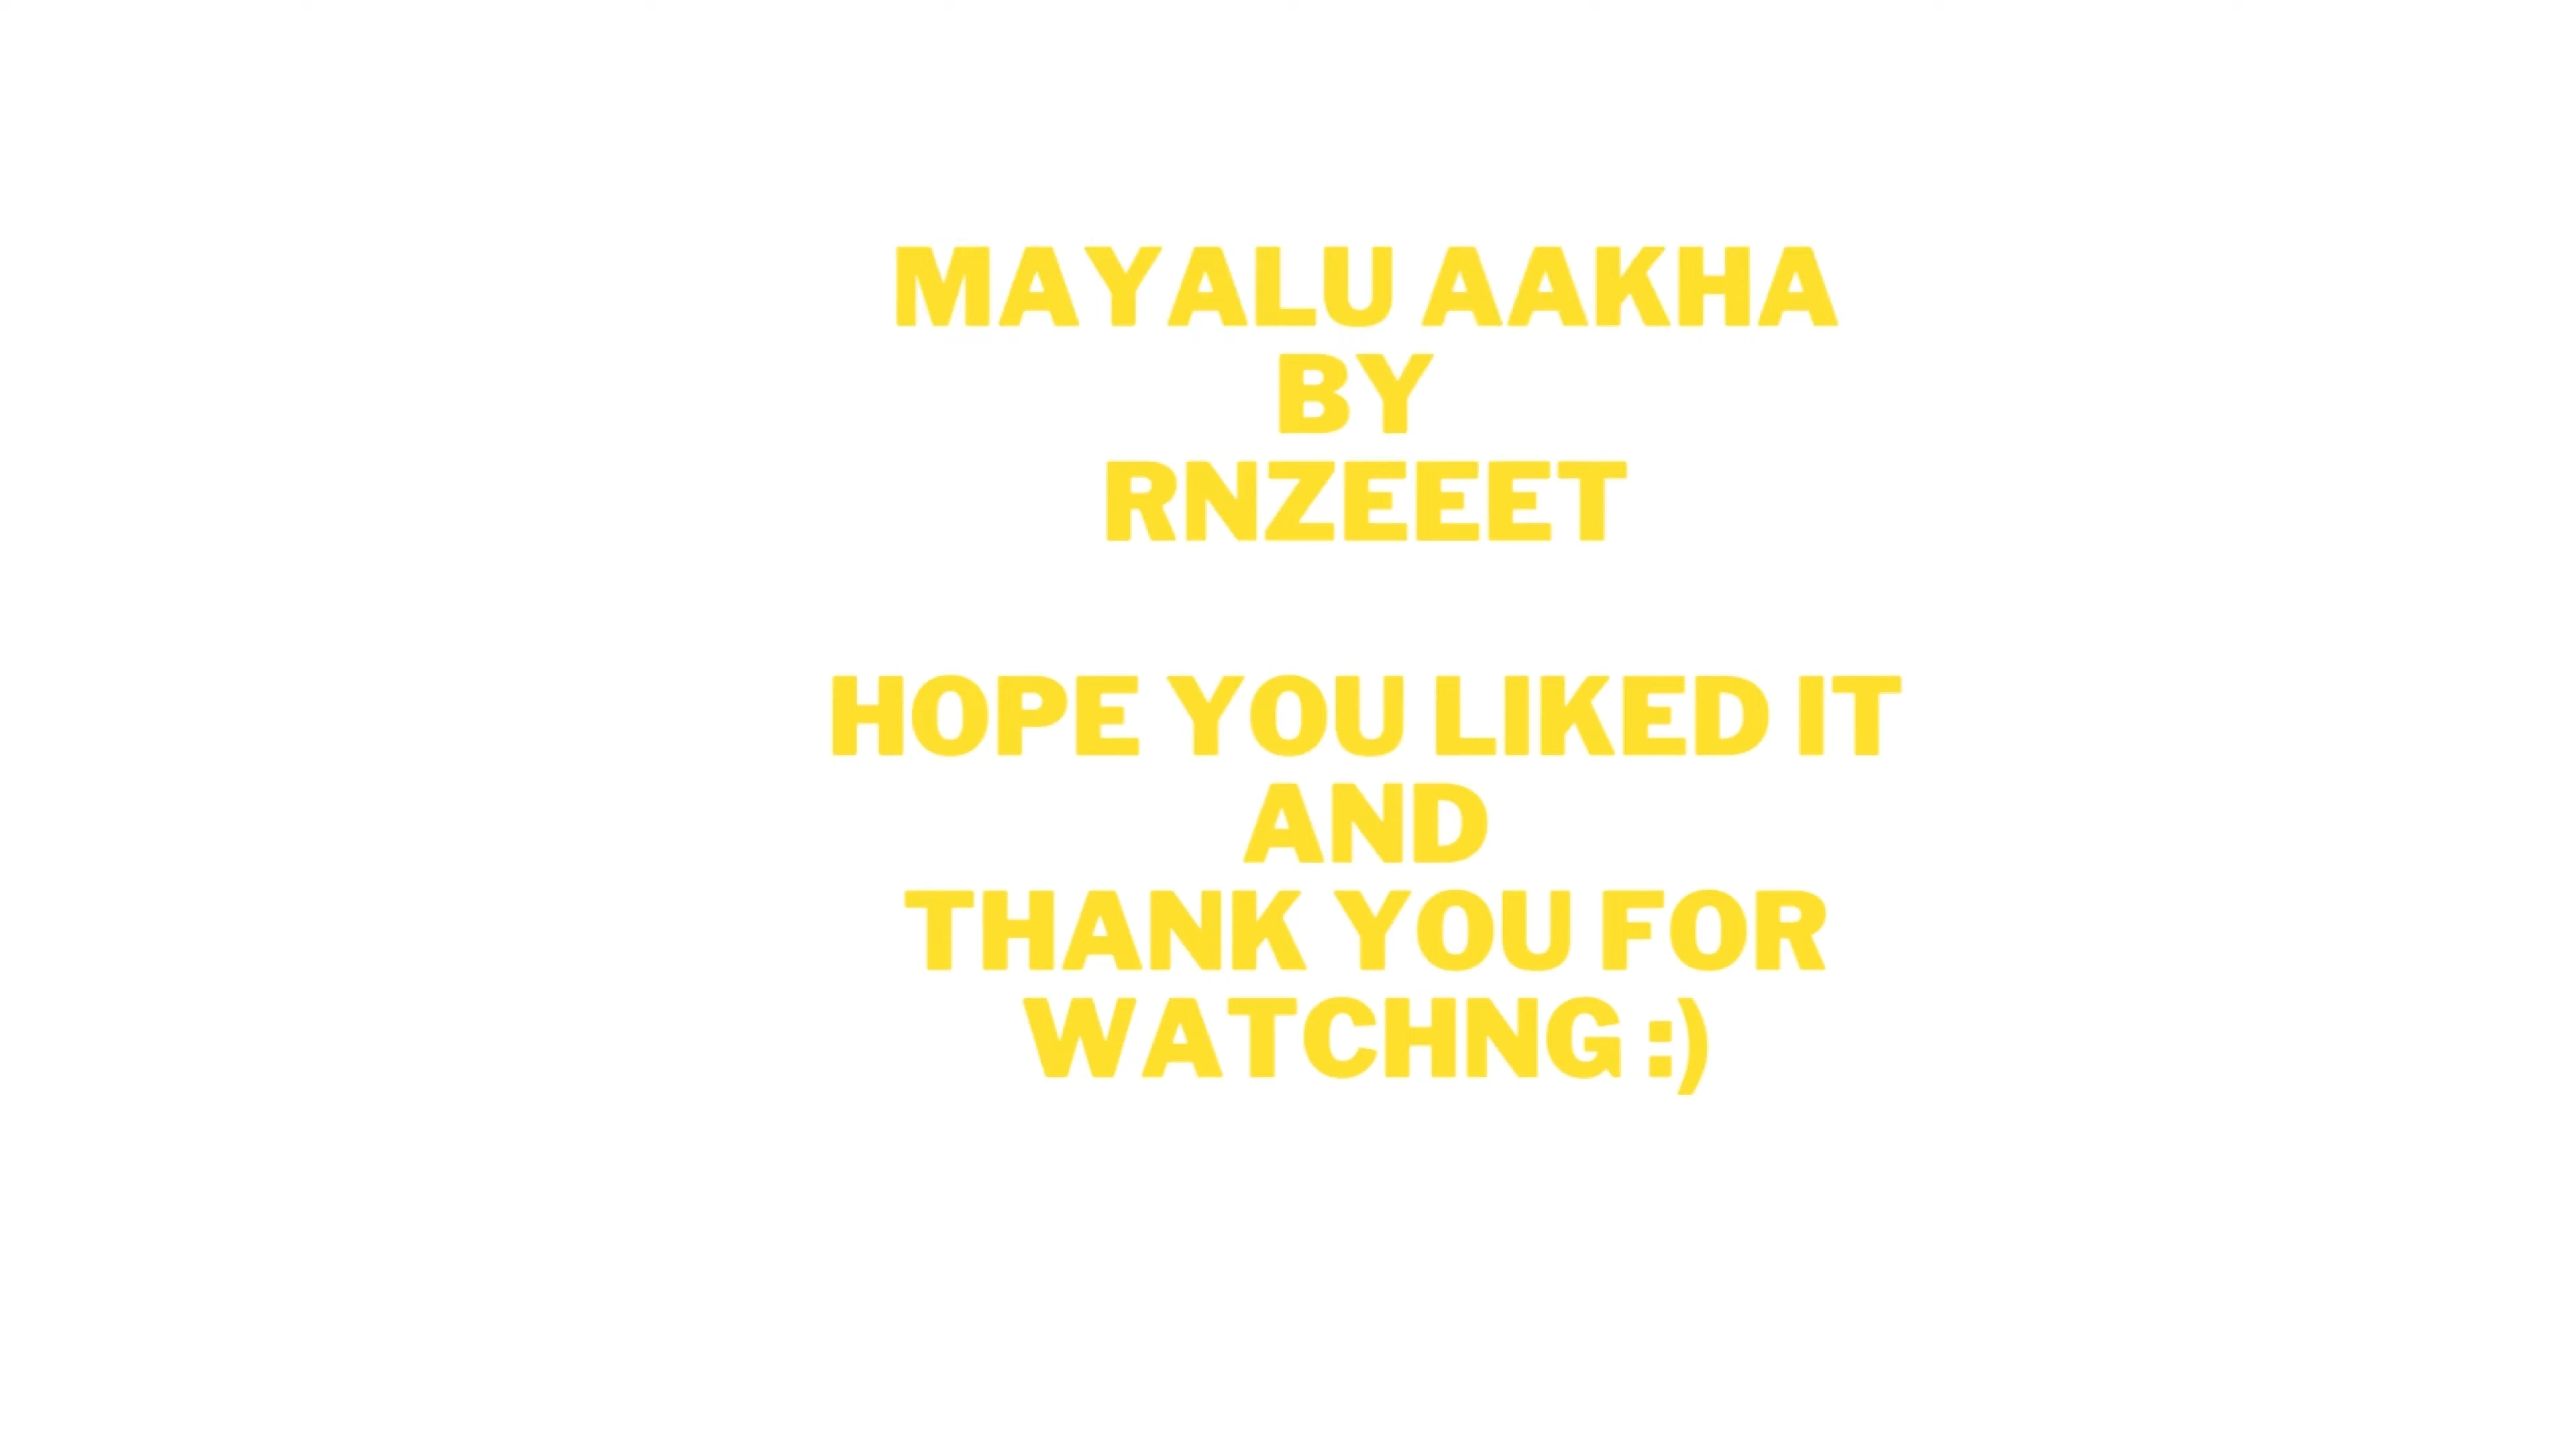 MAYALU AAKHA
BY
RNZEEET
HOPE YOU LIKED IT
AND
THANK YOU FOR
WATCHNG :)